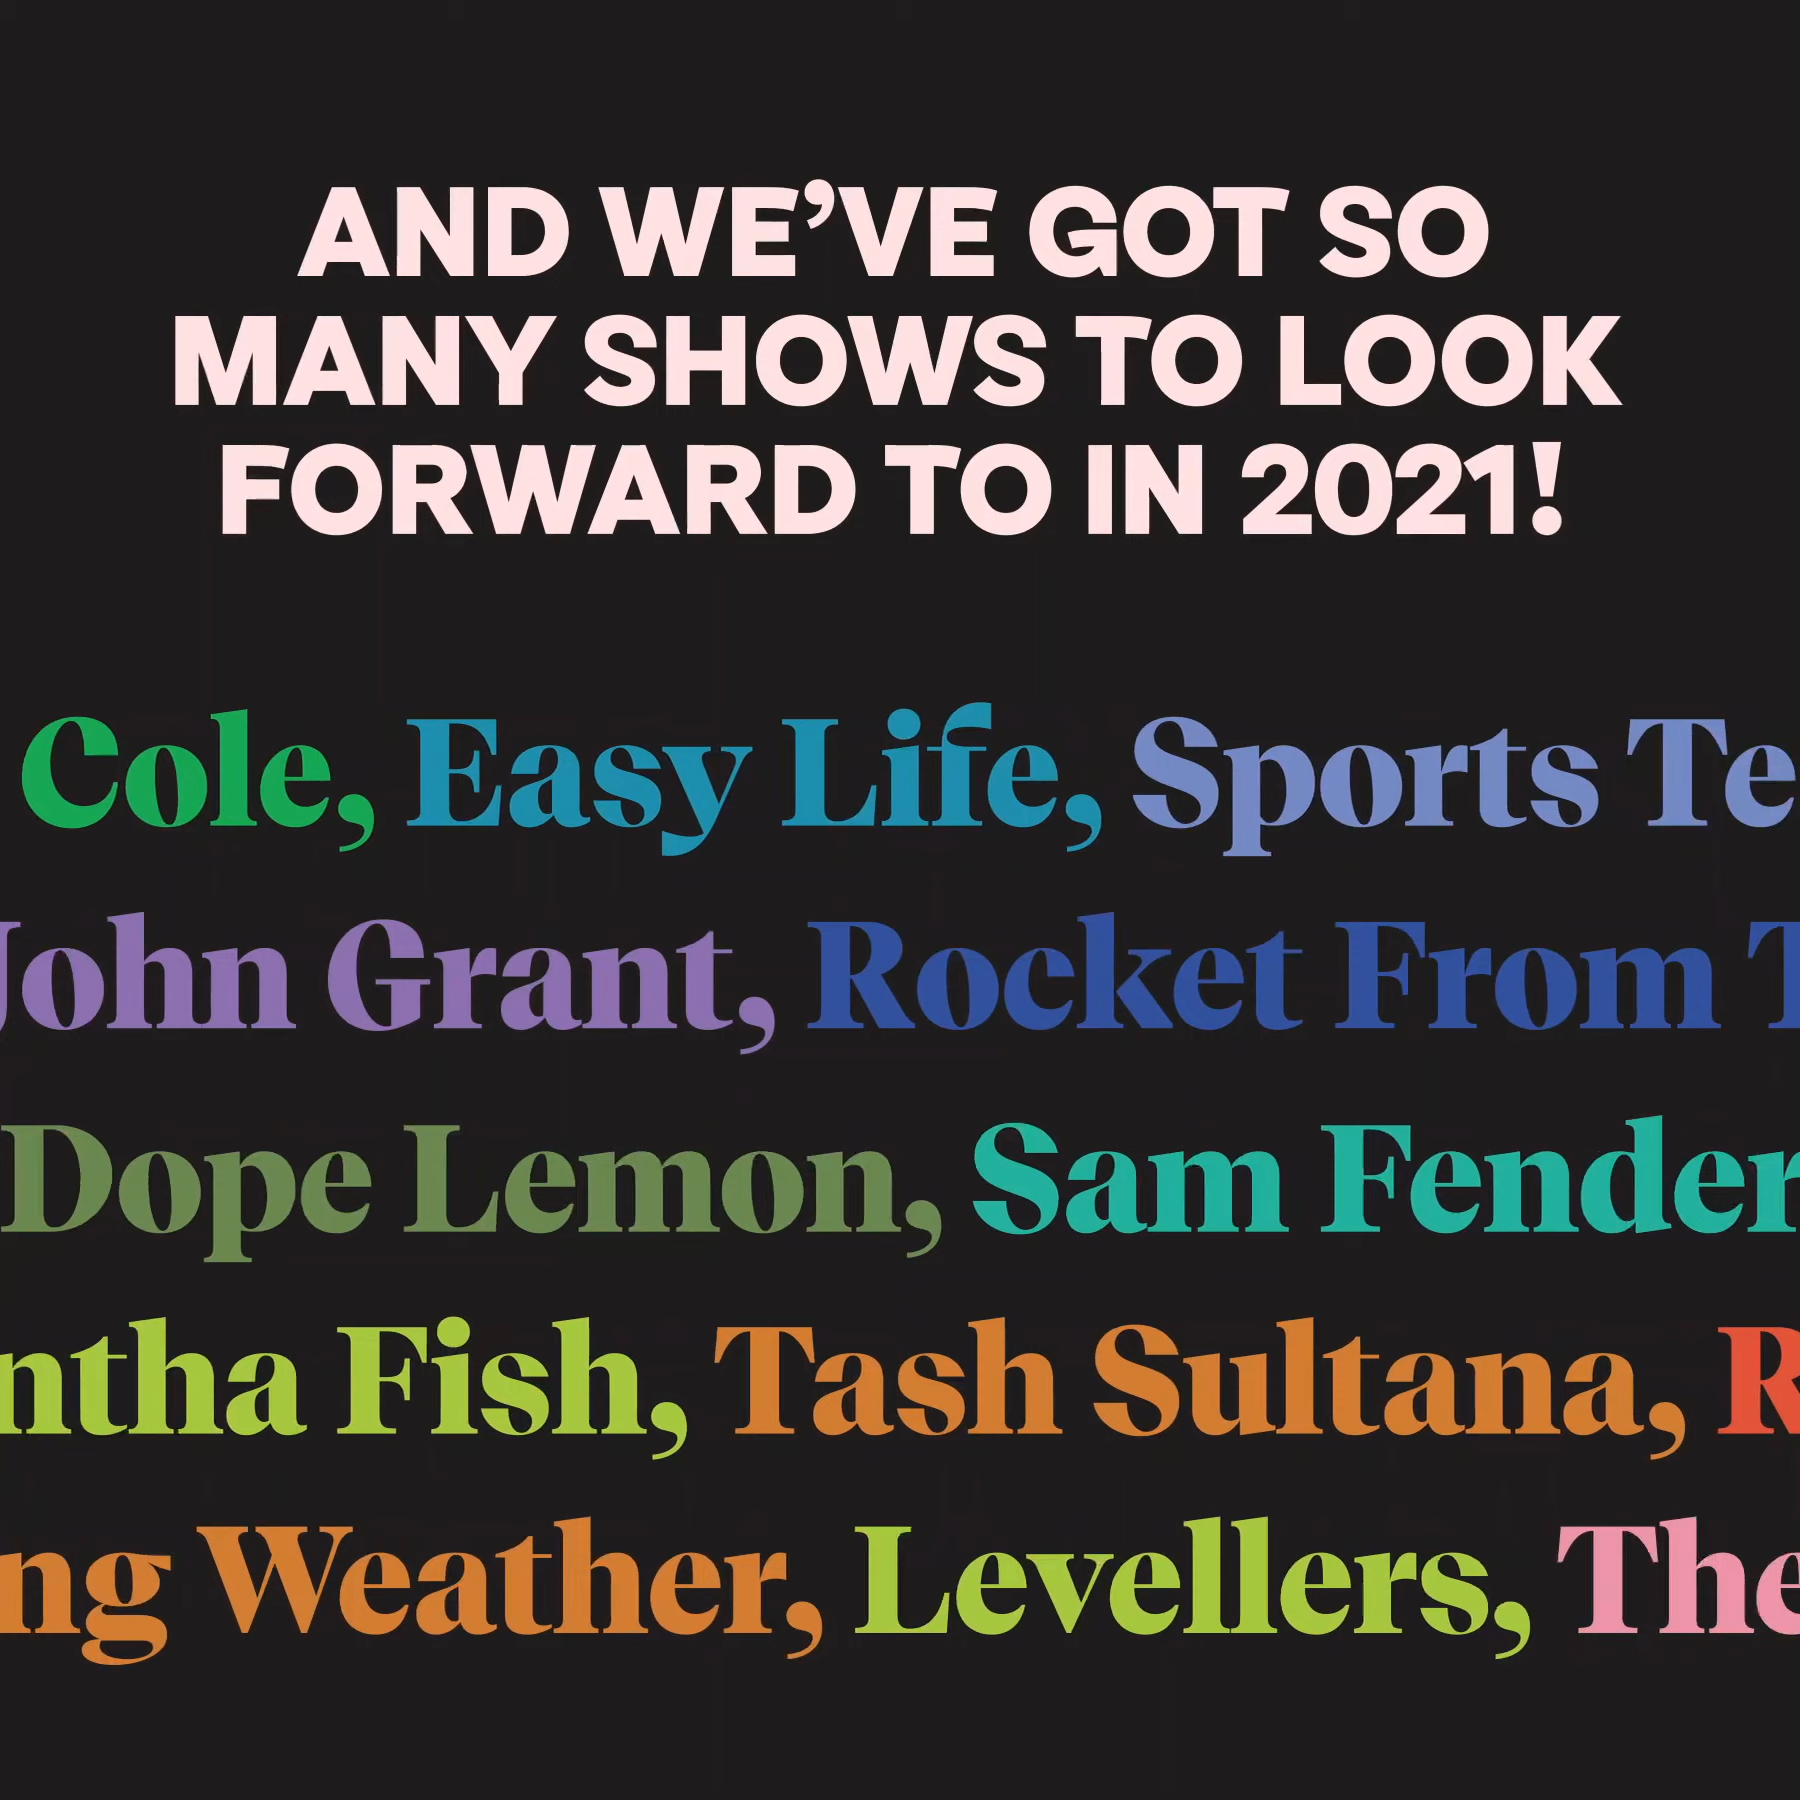 AND WE’VE GOT SO
MANY SHOWS TO LOOK
FORWARD TO IN 2021!
Cole, Easy Life, Sports Te
John Grant, Rocket From T
Dope Lemon, Sam Fender
ntha Fish, Tash Sultana, R
ng Weather, Levellers, The